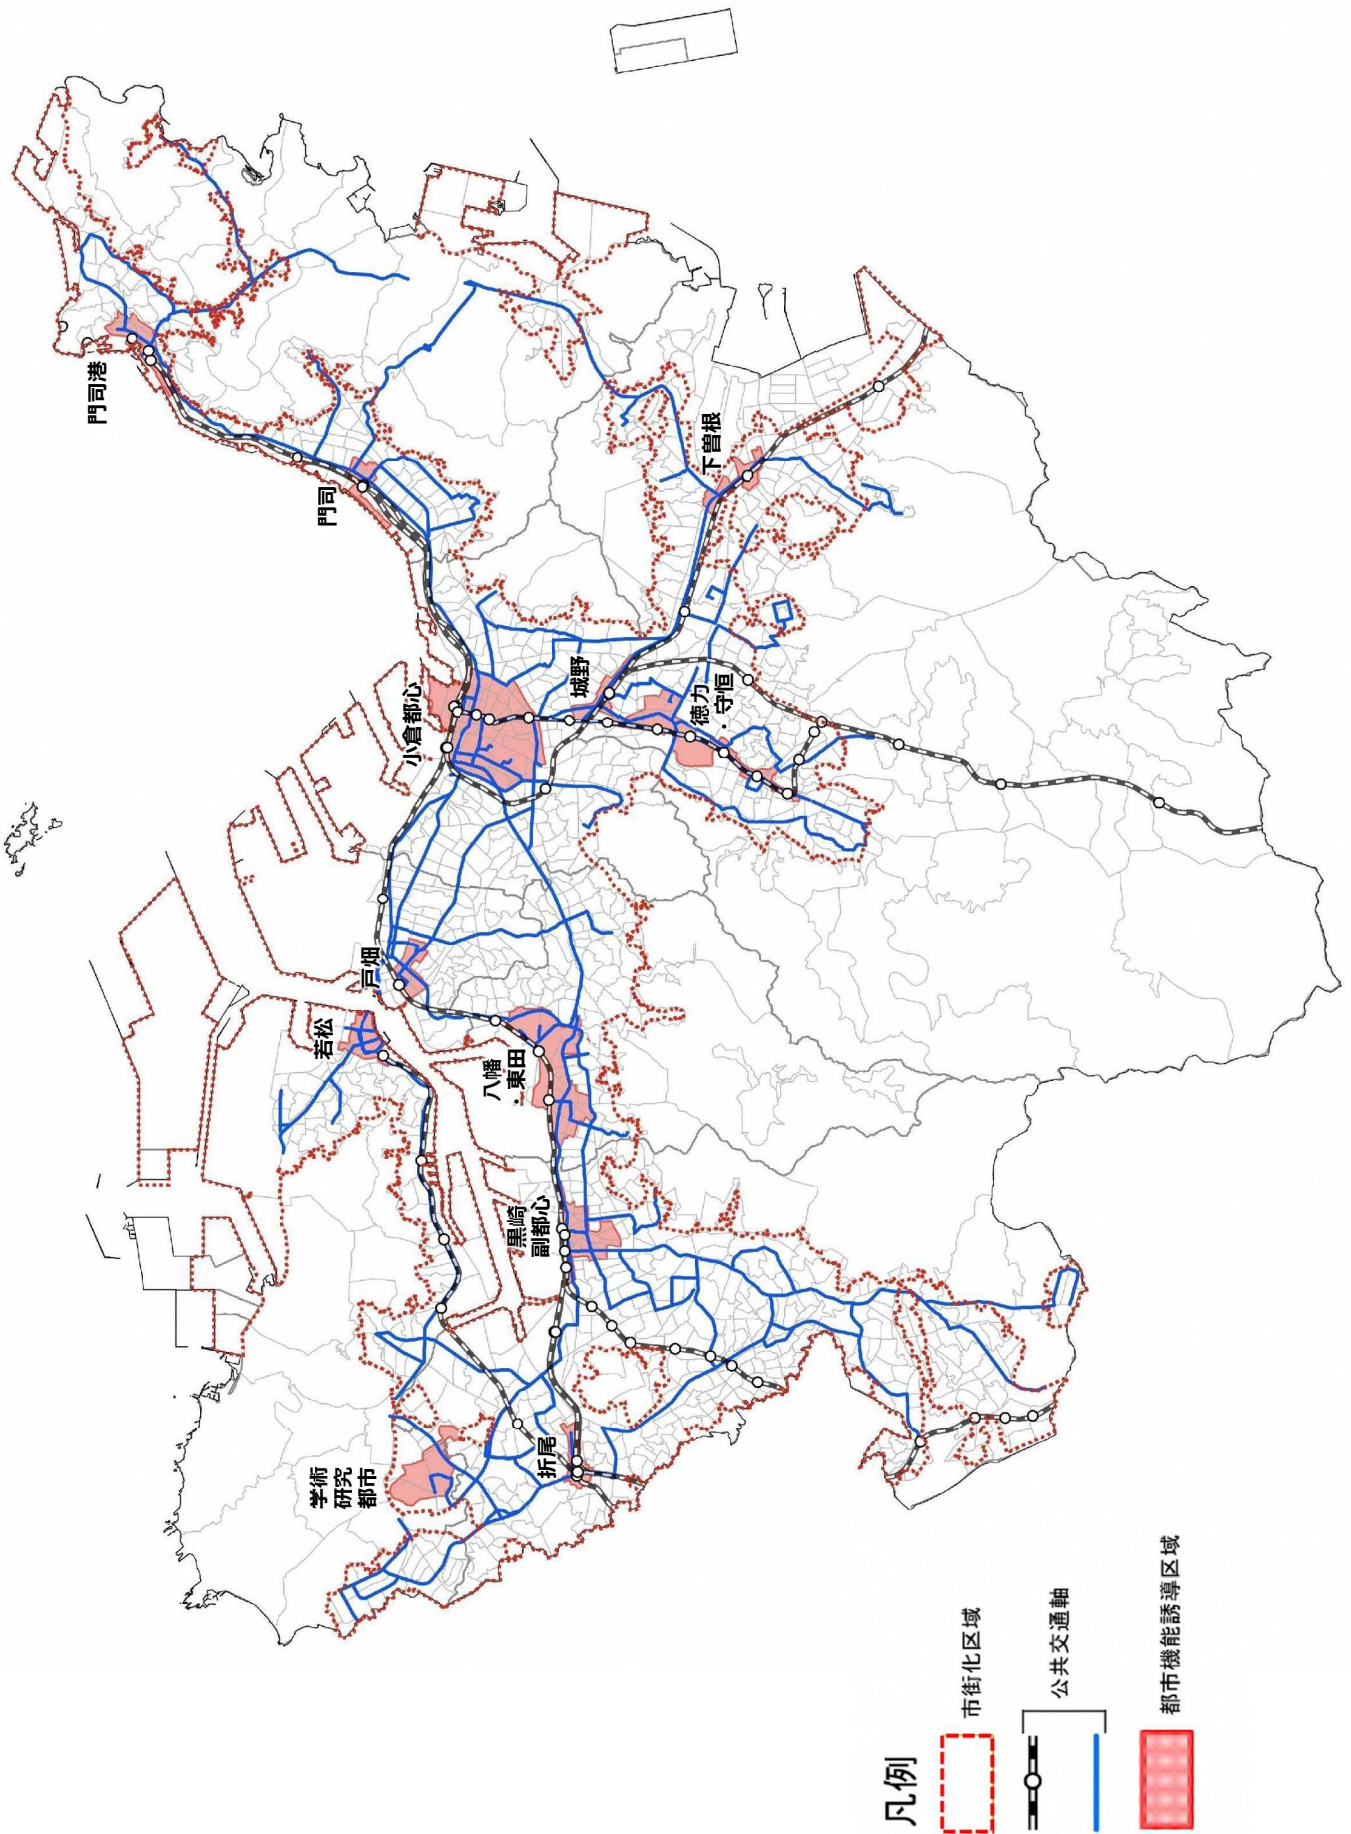 門司港
門司
下曽根
小倉都心
城野
徳力
・守恒
戸畑
若松
八幡
・東田
黒崎
副都心
折尾
学術
研究
都市
凡例
市街化区域
公共交通軸
都市機能誘導区域